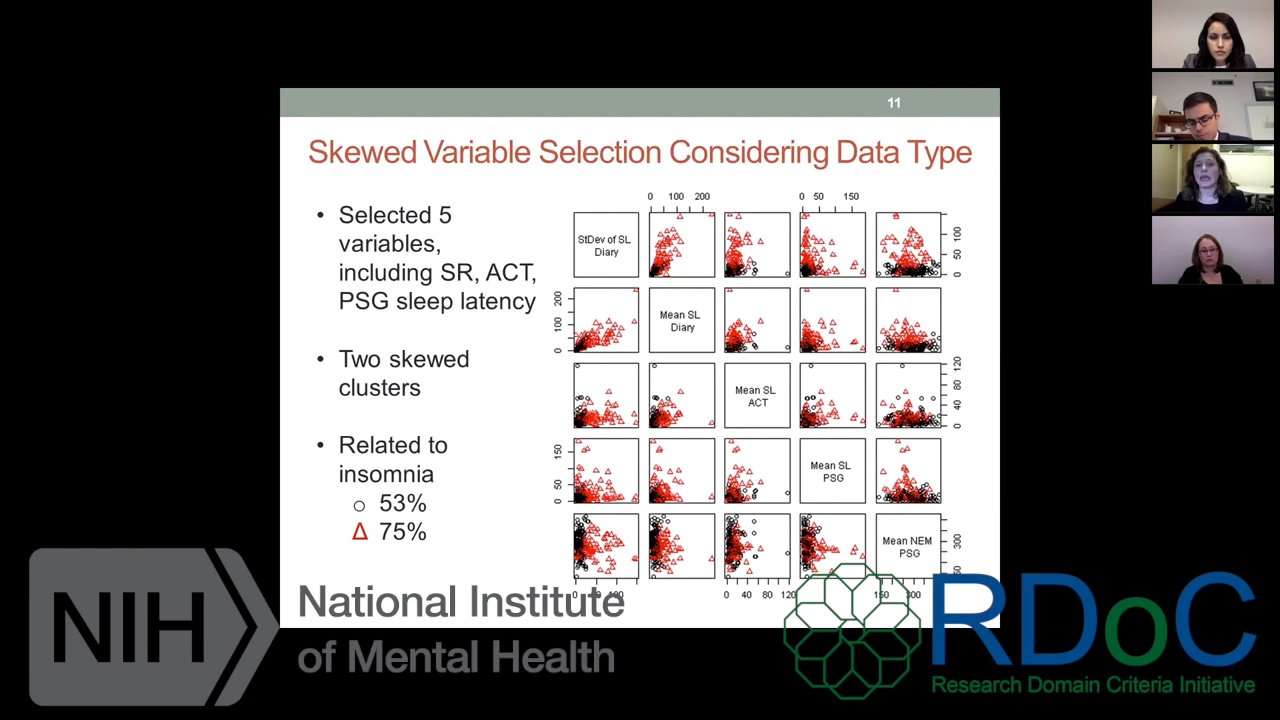 11
Skewed Variable Selection Considering Data Type
• Selected 5
variables,
including SR, ACT,
PSG sleep latency
• Two skewed
clusters
• Related to
insomnia
○ 53%
Δ 75%
0 100 200
0 50 150
StDev of SL
Diary
0 50 100
0 100 200
Mean SL
Diary
Mean SL
ACT
0 40 80 120
0 50 150
Mean SL
PSG
Mean NEM
PSG
300
0 40 80 120
150 300
NIH
National Institute
of Mental Health
RDoC
Research Domain Criteria Initiative